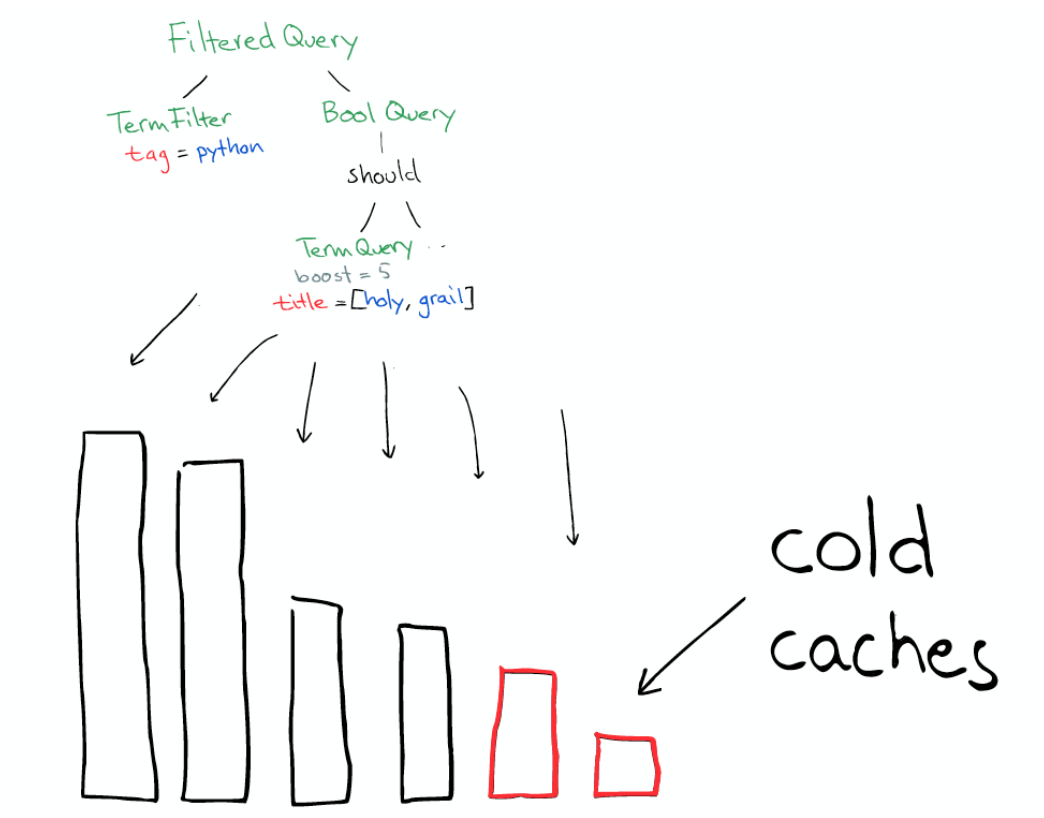 Filtered Query
TermFilter
tag = python
Bool Query
should
TermQuery ...
boost = 5
title = [holy, grail]
cold
caches